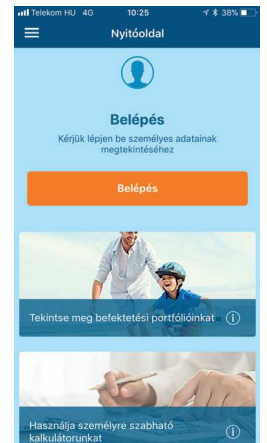 Telekom HU 4G 10:25 38%
Nyitóoldal
Belépés
Kérjük lépjen be személyes adatainak
megtekintéséhez
Belépés
Tekintse meg befektetési portfólióinkat
Használja személyre szabható
kalkulátorunkat